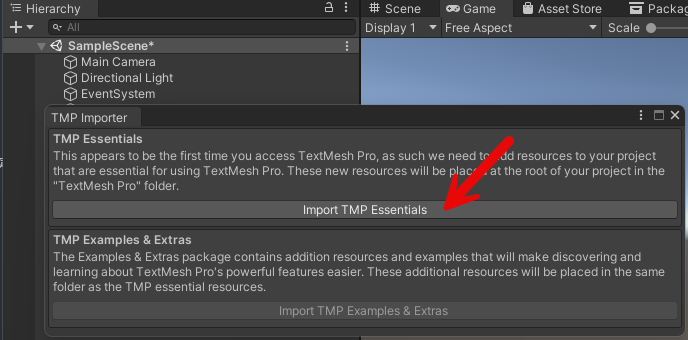 Hierarchy
All
SampleScene*
Main Camera
Directional Light
EventSystem
Scene
Game
Asset Store
Packag
Display 1
Free Aspect
Scale
TMP Importer
TMP Essentials
This appears to be the first time you access TextMesh Pro, as such we need to add resources to your project
that are essential for using TextMesh Pro. These new resources will be placed at the root of your project in the
"TextMesh Pro" folder.
Import TMP Essentials
TMP Examples & Extras
The Examples & Extras package contains addition resources and examples that will make discovering and
learning about TextMesh Pro's powerful features easier. These additional resources will be placed in the same
folder as the TMP essential resources.
Import TMP Examples & Extras